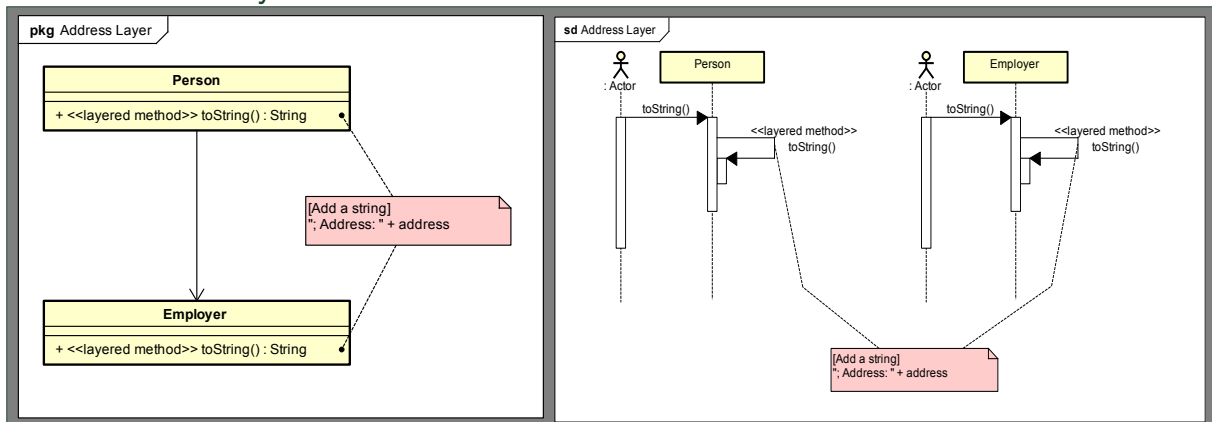 pkg Address Layer
Person
+ <<layered method>> toString() : String
[Add a string]
"; Address: " + address
Employer
+ <<layered method>> toString() : String
sd Address Layer
: Actor
Person
toString()
<<layered method>>
toString()
: Actor
Employer
toString()
<<layered method>>
toString()
[Add a string]
"; Address: " + address